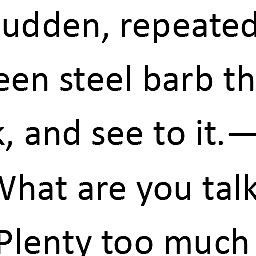 udden, repeated
een steel barb th
k, and see to it.—
What are you talk
Plenty too much